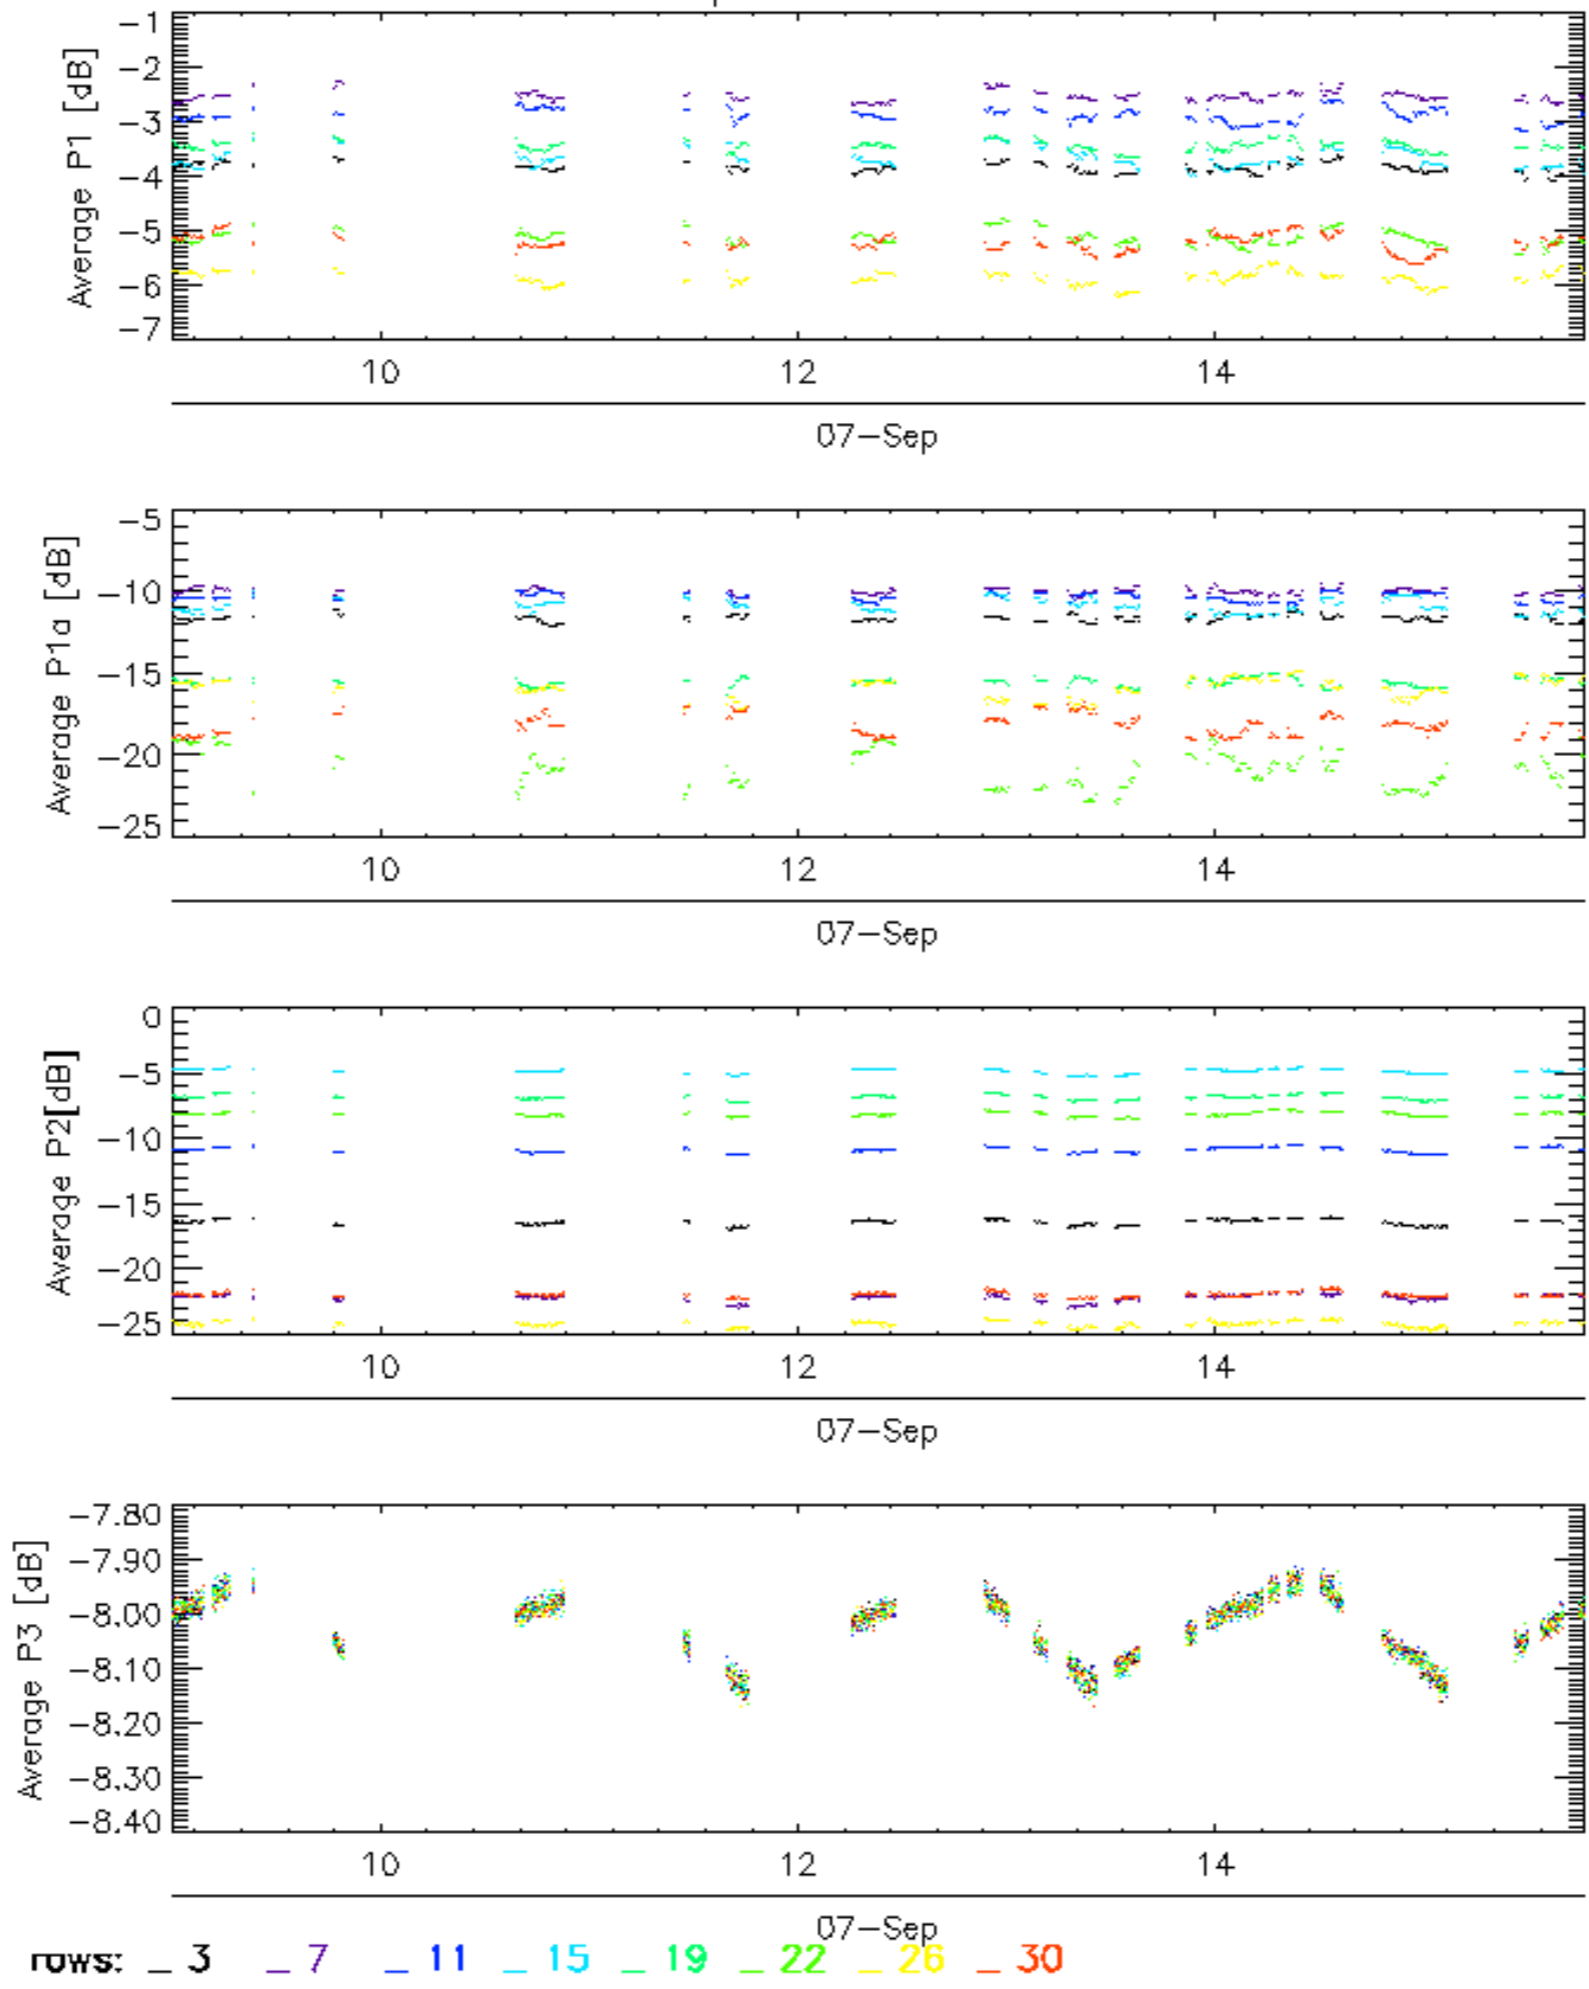 Average P1 [dB]
−1
−2
−3
−4
−5
−6
−7
10 12 14
07−Sep
Average P1a [dB]
−5
−10
−15
−20
−25
10 12 14
07−Sep
Average P2[dB]
0
−5
−10
−15
−20
−25
10 12 14
07−Sep
Average P3 [dB]
−7.80
−7.90
−8.00
−8.10
−8.20
−8.30
−8.40
10 12 14
07−Sep
rows: _ 3 _ 7 _ 11 _ 15 _ 19 _ 22 _ 26 _ 30